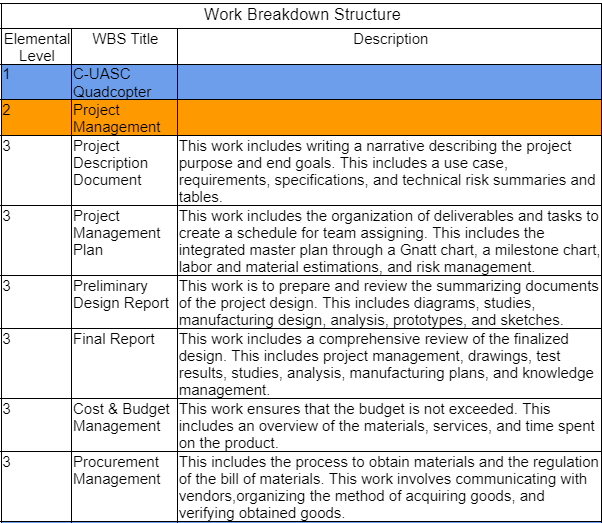 Work Breakdown Structure
Elemental Level WBS Title Description
1 C-UASC Quadcopter
2 Project Management
3 Project Description Document
This work includes writing a narrative describing the project
purpose and end goals. This includes a use case,
requirements, specifications, and technical risk summaries and
tables.
3 Project Management Plan
This work includes the organization of deliverables and tasks to
create a schedule for team assigning. This includes the
integrated master plan through a Gnatt chart, a milestone chart,
labor and material estimations, and risk management.
3 Preliminary Design Report
This work is to prepare and review the summarizing documents
of the project design. This includes diagrams, studies,
manufacturing design, analysis, prototypes, and sketches.
3 Final Report
This work includes a comprehensive review of the finalized
design. This includes project management, drawings, test
results, studies, analysis, manufacturing plans, and knowledge
management.
3 Cost & Budget Management
This work ensures that the budget is not exceeded. This
includes an overview of the materials, services, and time spent
on the product.
3 Procurement Management
This includes the process to obtain materials and the regulation
of the bill of materials. This work involves communicating with
vendors,organizing the method of acquiring goods, and
verifying obtained goods.